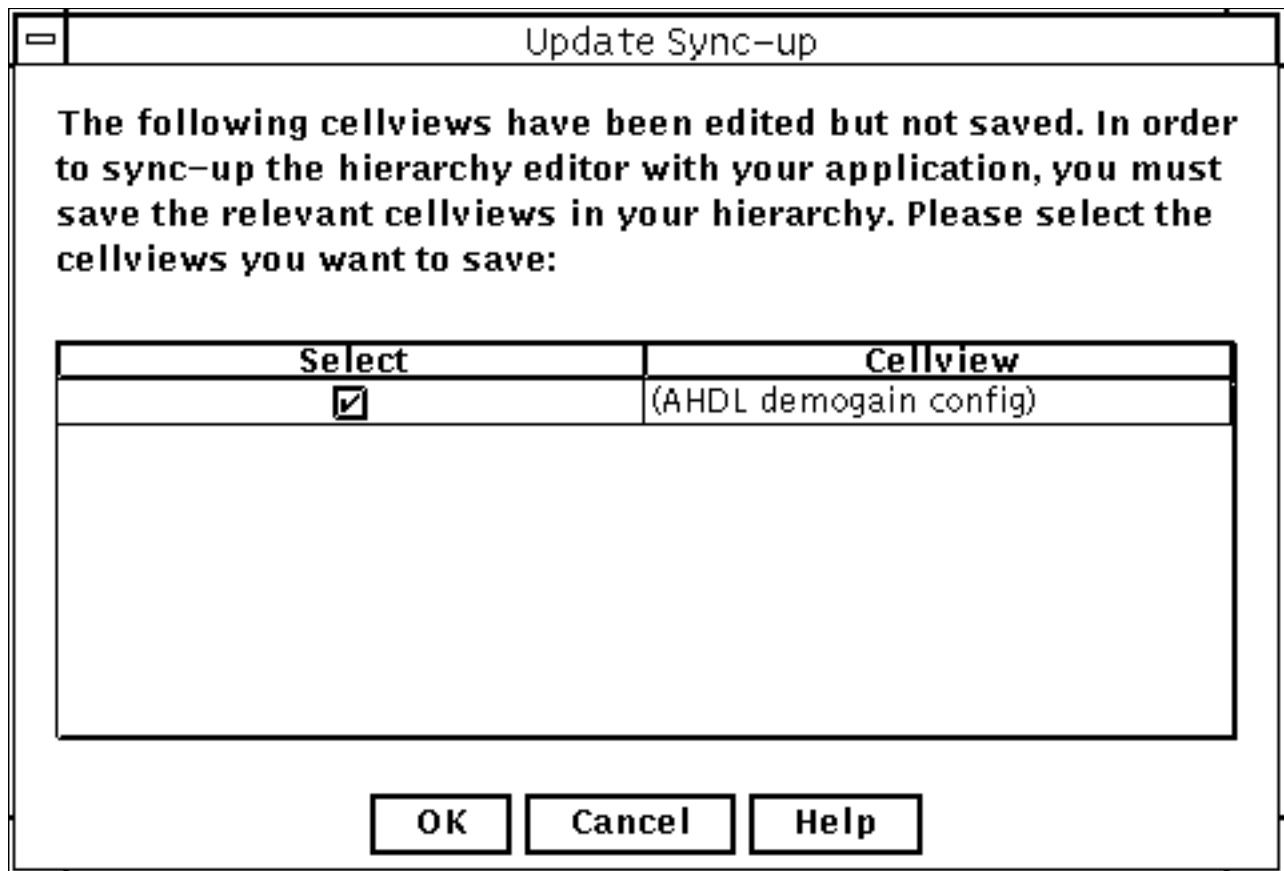 Update Sync-up
The following cellviews have been edited but not saved. In order
to sync-up the hierarchy editor with your application, you must
save the relevant cellviews in your hierarchy. Please select the
cellviews you want to save:
Select Cellview
(AHDL demogain config)
OK Cancel Help